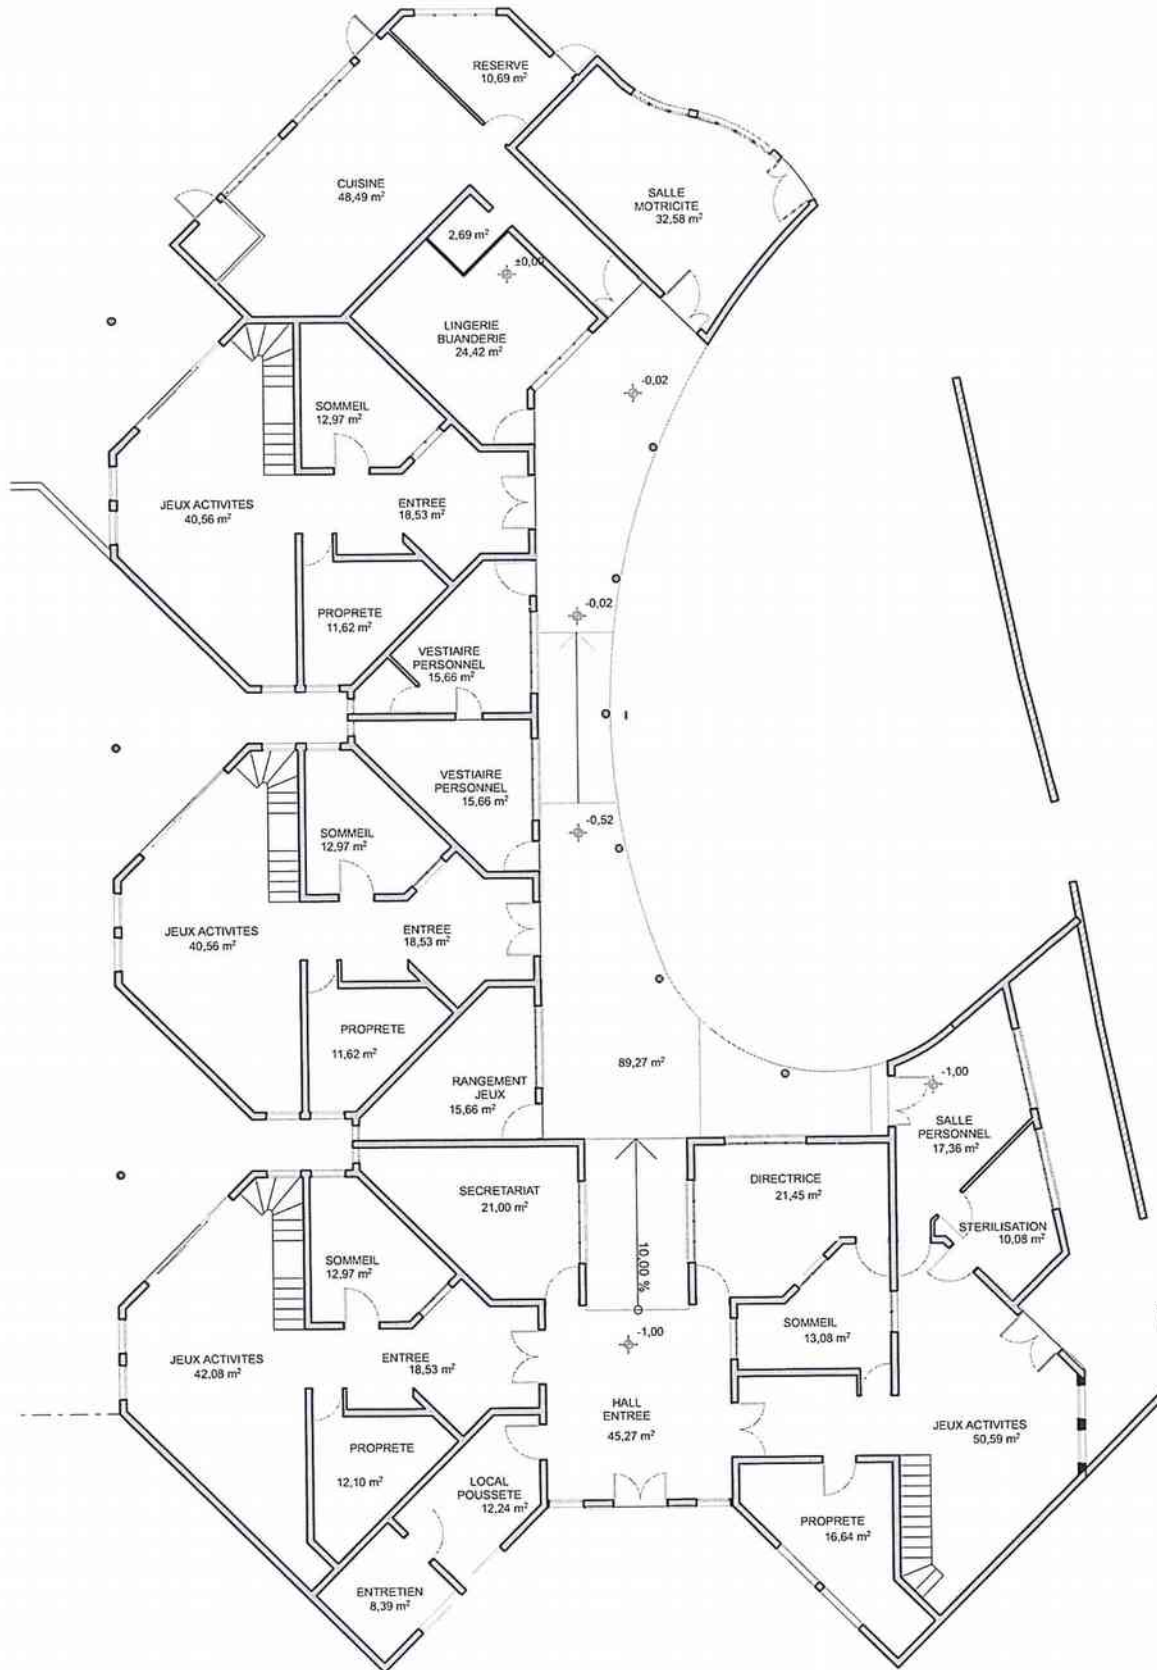 RESERVE
10,69 m²
CUISINE
48,49 m²
SALLE
MOTRICITE
32,58 m²
2,69 m²
±0,00
LINGERIE
BUANDERIE
24,42 m²
-0,02
SOMMEIL
12,97 m²
JEUX ACTIVITES
40,56 m²
ENTREE
18,53 m²
-0,02
PROPRETE
11,62 m²
VESTIAIRE
PERSONNEL
15,66 m²
VESTIAIRE
PERSONNEL
15,66 m²
-0,52
SOMMEIL
12,97 m²
JEUX ACTIVITES
40,56 m²
ENTREE
18,53 m²
PROPRETE
11,62 m²
89,27 m²
RANGEMENT
JEUX
15,66 m²
-1,00
SALLE
PERSONNEL
17,36 m²
SECRETARIAT
21,00 m²
DIRECTRICE
21,45 m²
STERILISATION
10,08 m²
10,00 %
SOMMEIL
12,97 m²
SOMMEIL
13,08 m²
-1,00
JEUX ACTIVITES
42,08 m²
ENTREE
18,53 m²
HALL
ENTREE
45,27 m²
JEUX ACTIVITES
50,59 m²
PROPRETE
12,10 m²
LOCAL
POUSSETE
12,24 m²
PROPRETE
16,64 m²
ENTRETIEN
8,39 m²